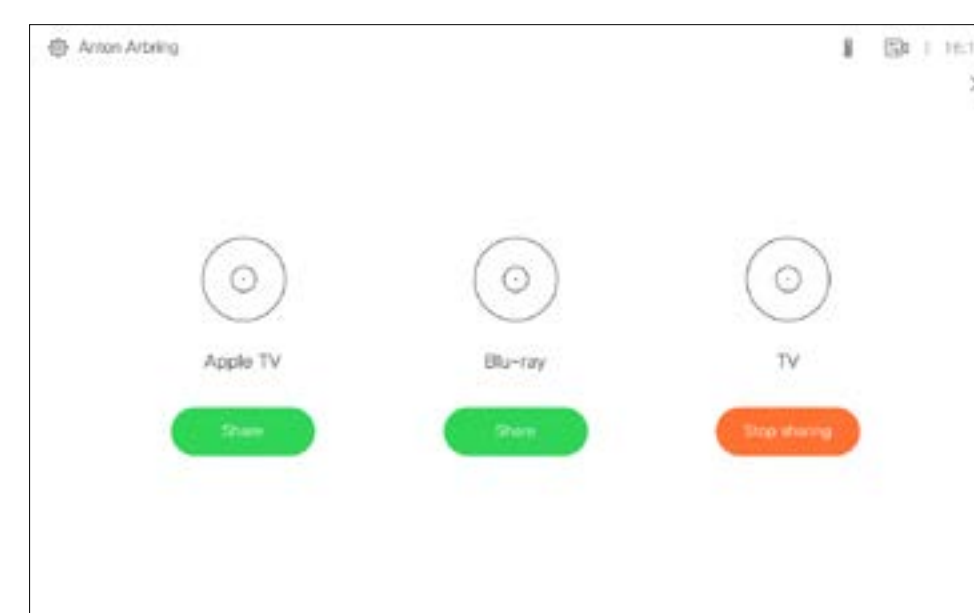 Anton Arbring
Apple TV
Blu-ray
TV
Share
Share
Stop sharing